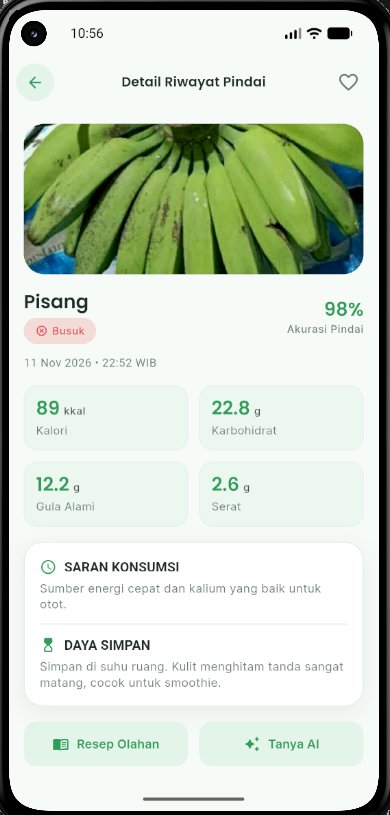 10:56
Detail Riwayat Pindai
Pisang
98%
Busuk
Akurasi Pindai
11 Nov 2026 • 22:52 WIB
89 kkal
22.8 g
Kalori
Karbohidrat
12.2 g
2.6 g
Gula Alami
Serat
SARAN KONSUMSI
Sumber energi cepat dan kalium yang baik untuk
otot.
DAYA SIMPAN
Simpan di suhu ruang. Kulit menghitam tanda sangat
matang, cocok untuk smoothie.
Resep Olahan
Tanya AI